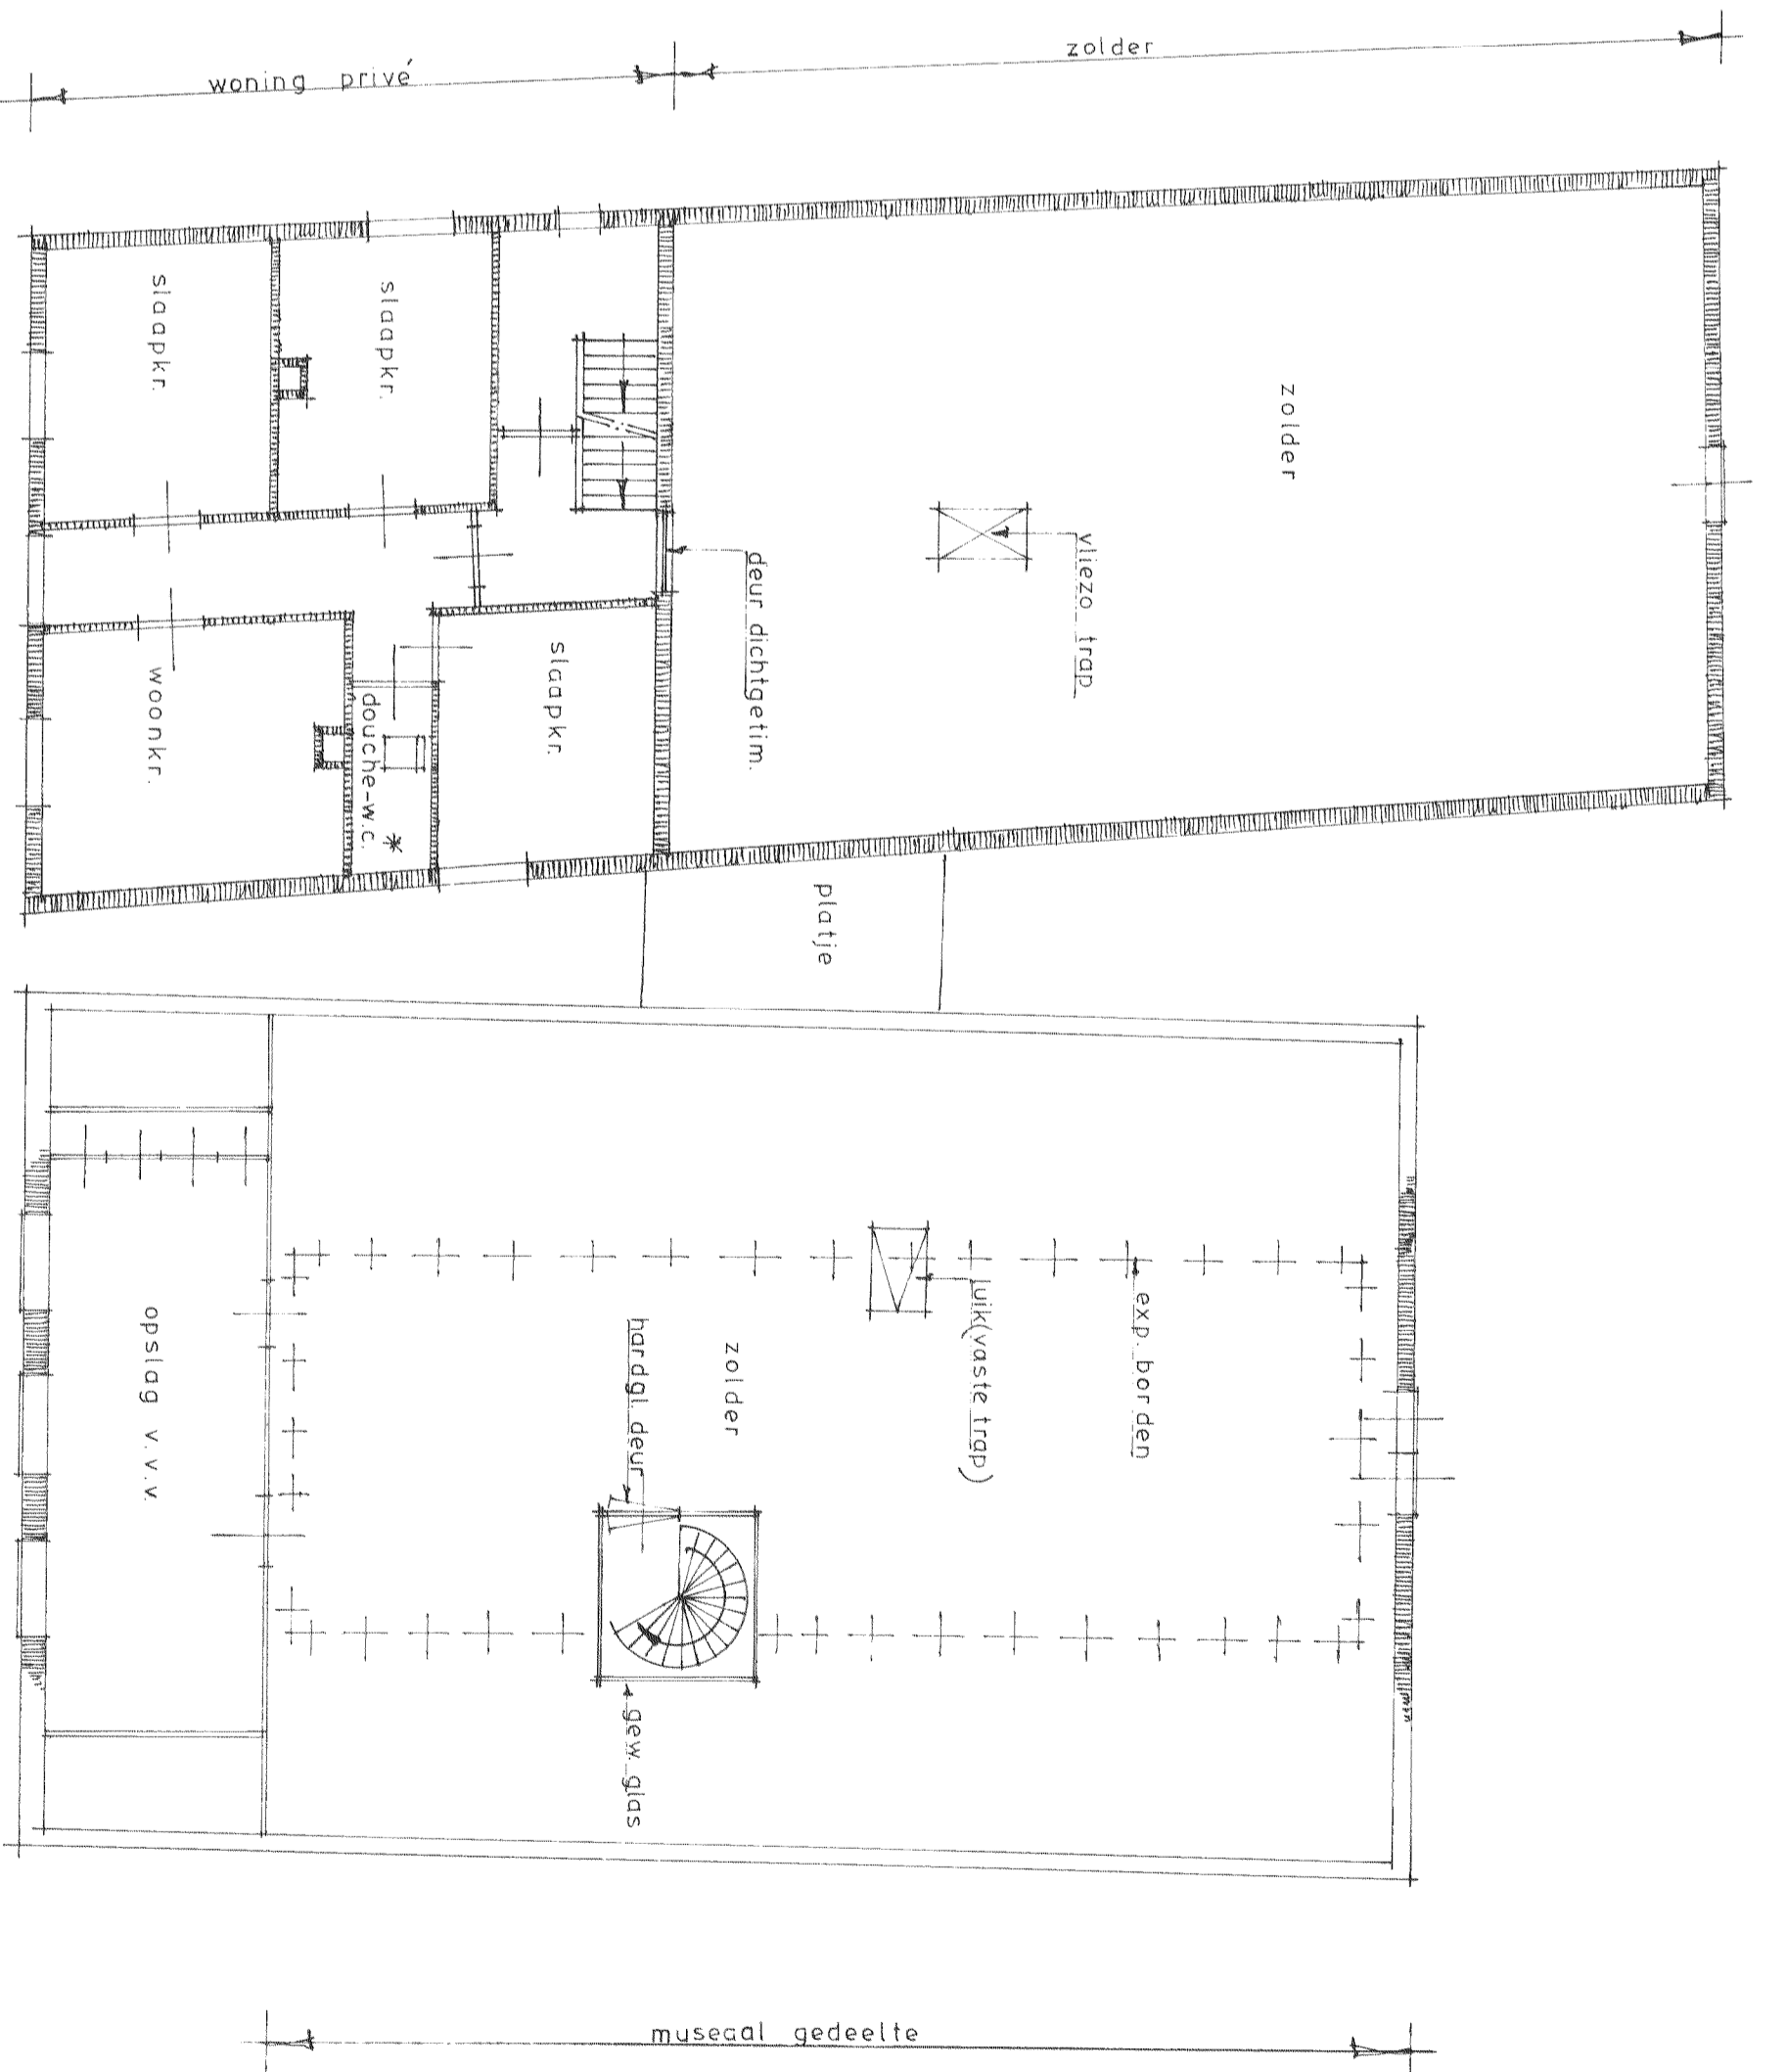 woning privé
zolder
slaapkr.
slaapkr.
zolder
vliezo trap
deur dichtgetim.
slaapkr.
woonkr.
douche-w.c.
*
platje
exp. borden
luik(vaste trap)
zolder
hardgl. deur
opslag v.v.v.
gew. glas
museaal gedeelte